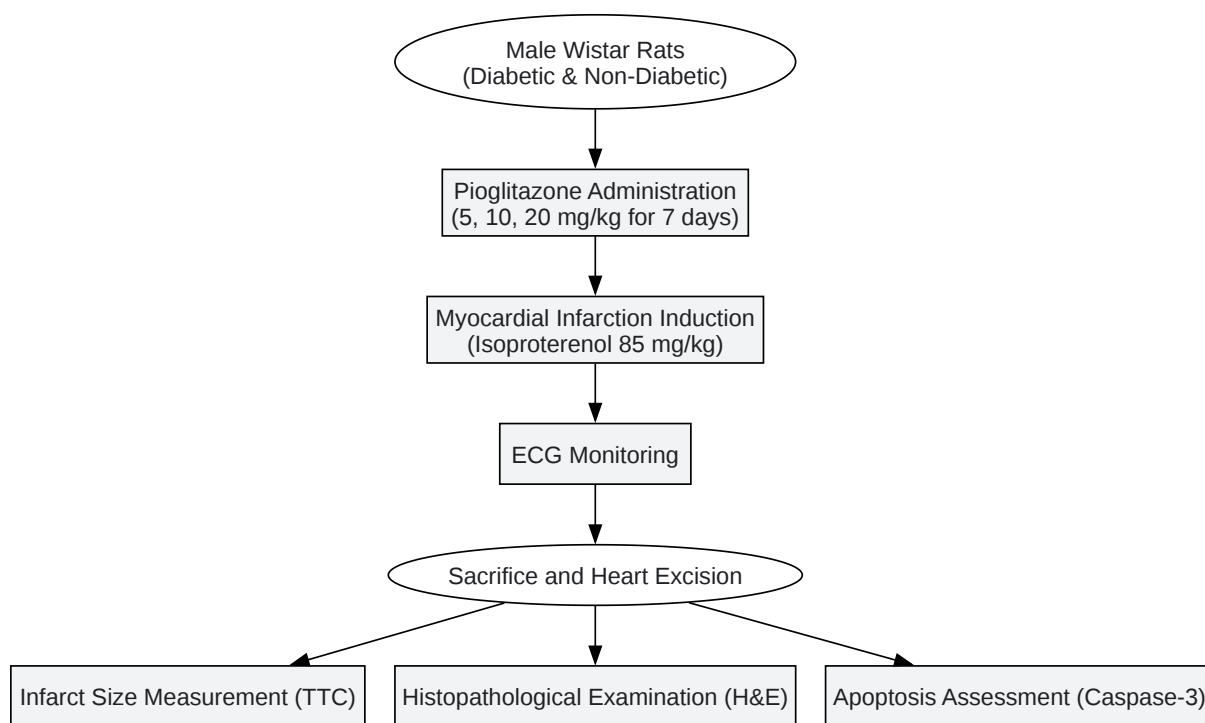 Male Wistar Rats
(Diabetic & Non-Diabetic)
Pioglitazone Administration
(5, 10, 20 mg/kg for 7 days)
Myocardial Infarction Induction
(Isoproterenol 85 mg/kg)
ECG Monitoring
Sacrifice and Heart Excision
Infarct Size Measurement (TTC)
Histopathological Examination (H&E)
Apoptosis Assessment (Caspase-3)